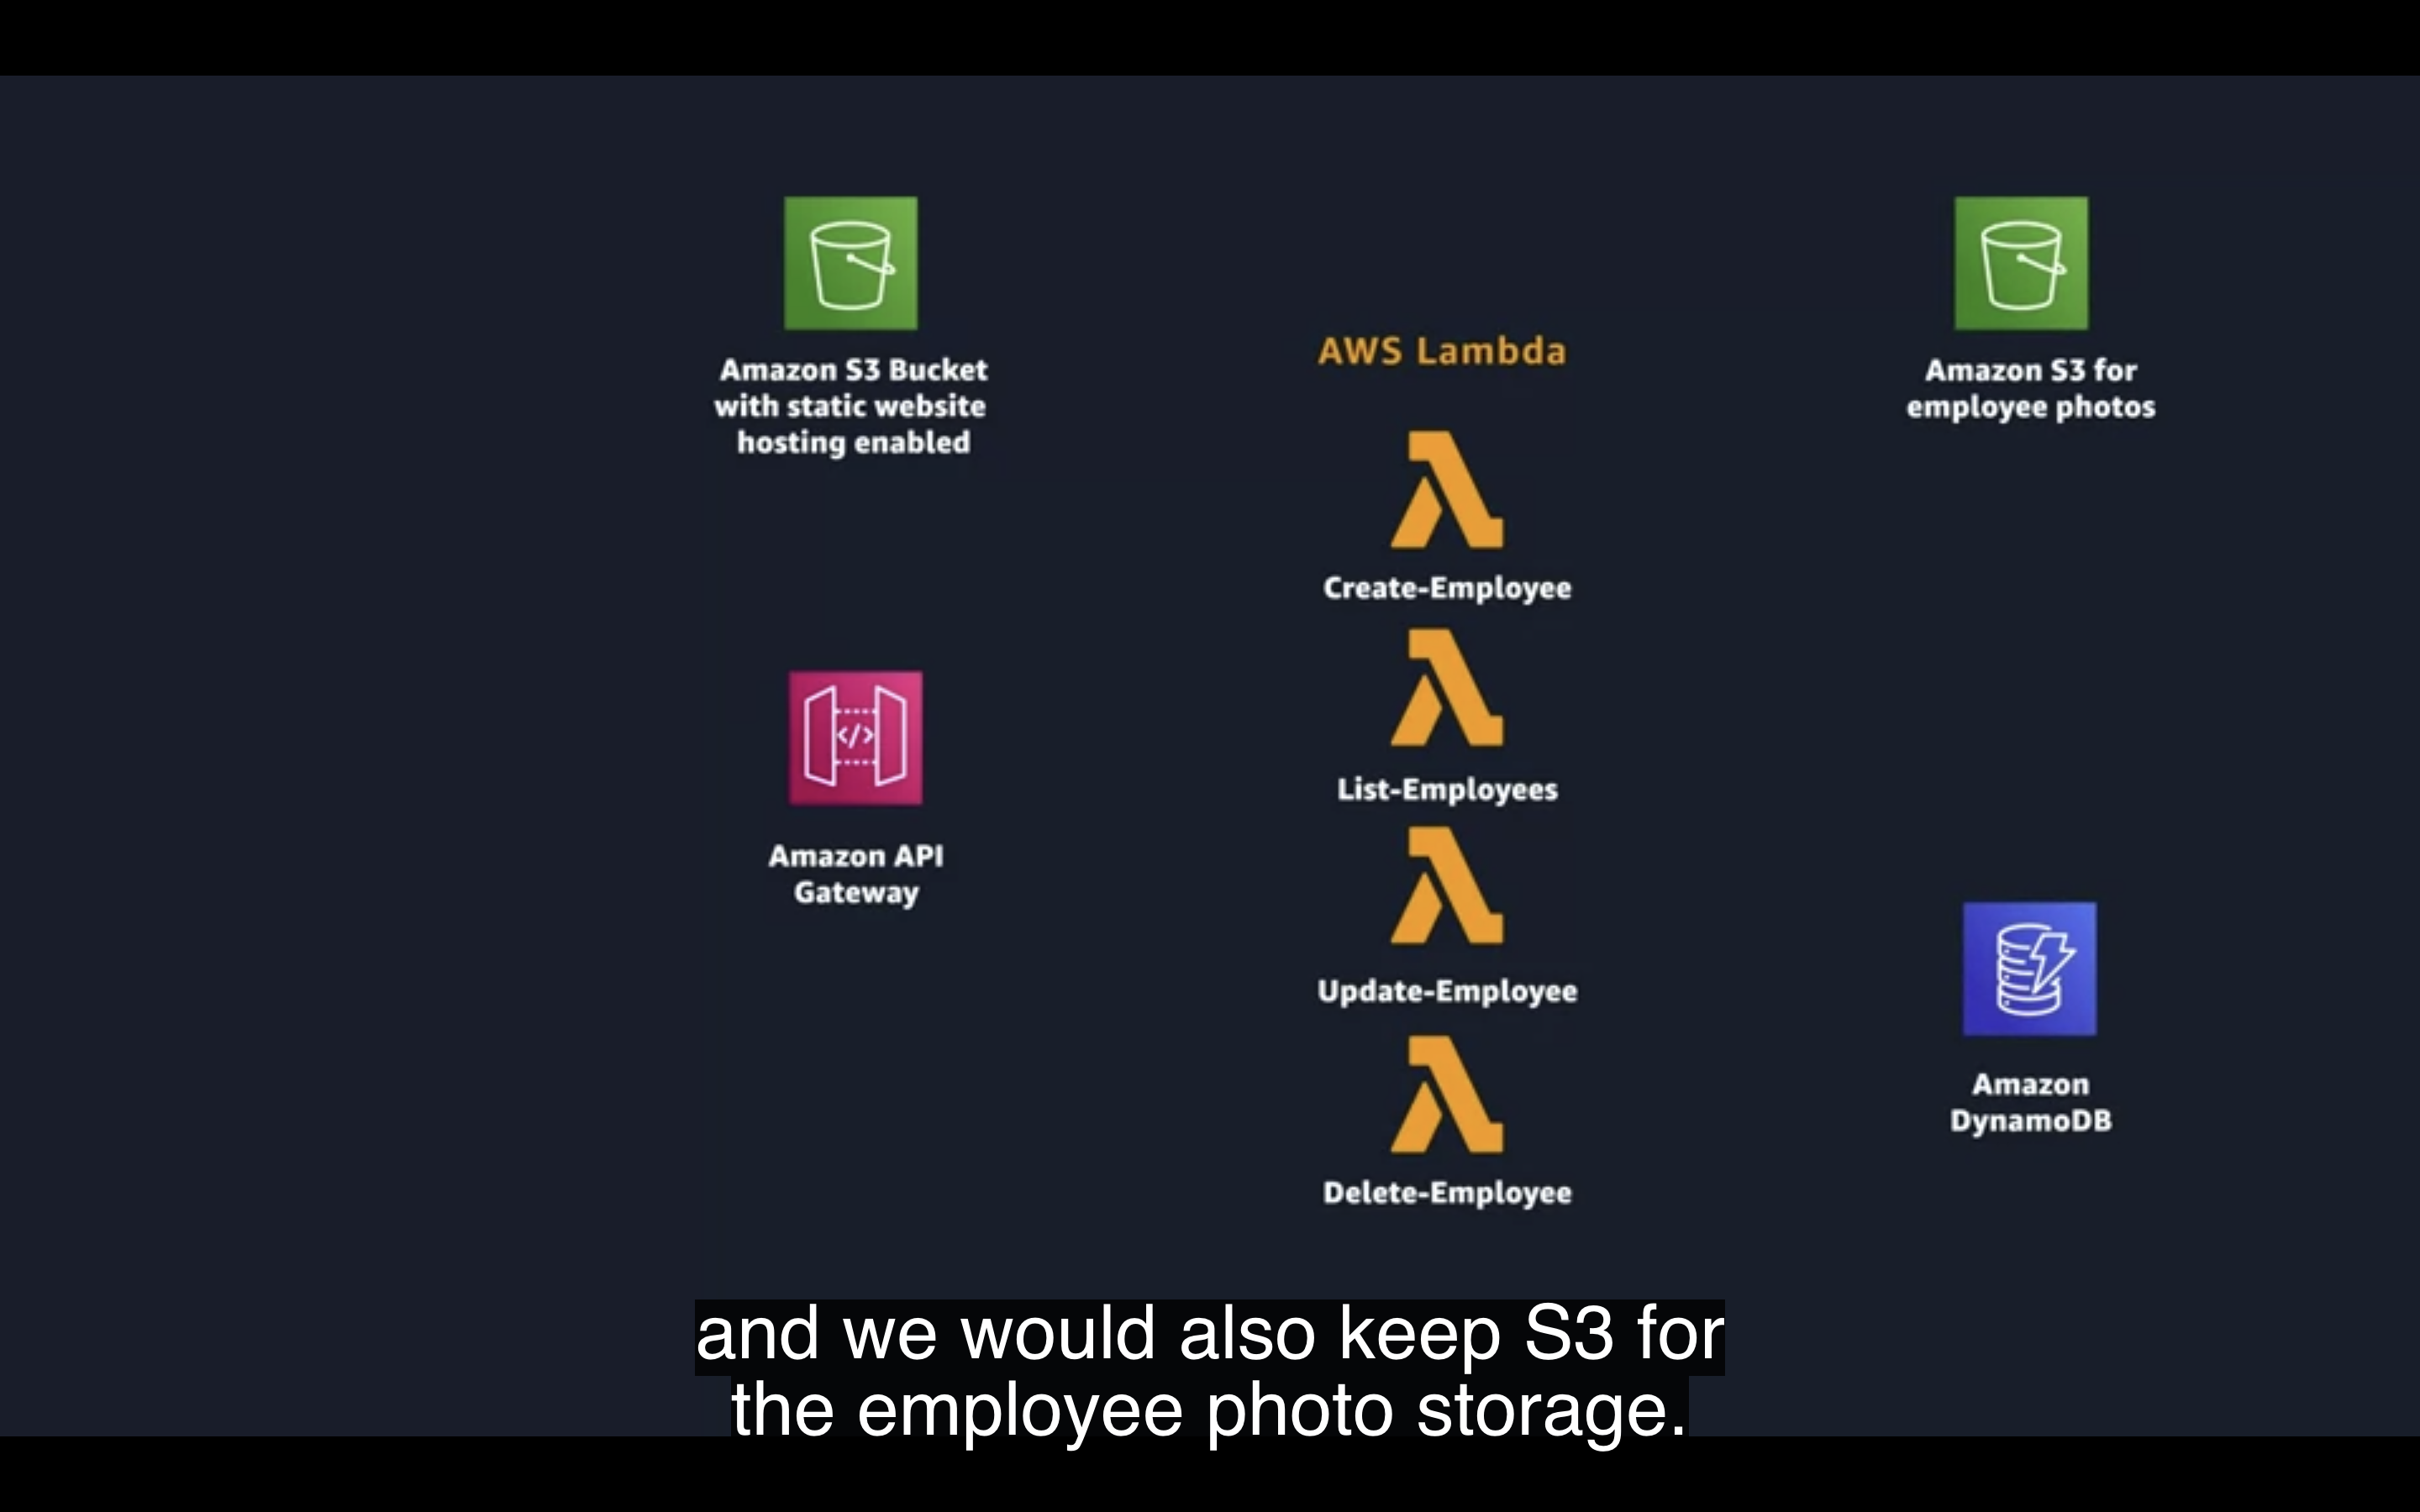 Amazon S3 Bucket
with static website
hosting enabled
Amazon API
Gateway
</>
AWS Lambda
Create-Employee
List-Employees
Update-Employee
Delete-Employee
Amazon S3 for
employee photos
Amazon
DynamoDB
and we would also keep S3 for
the employee photo storage.